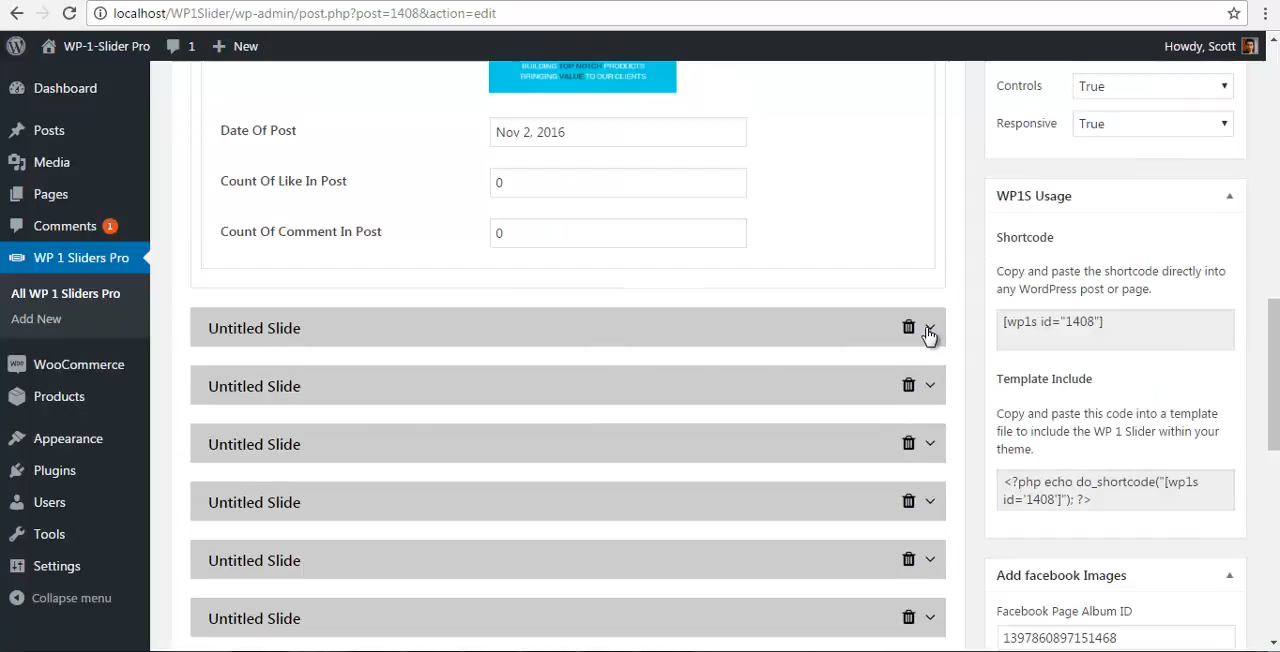 localhost/WP1Slider/wp-admin/post.php?post=1408&action=edit
WP-1-Slider Pro
1
New
Howdy, Scott
Dashboard
Posts
Media
Pages
Comments 1
WP 1 Sliders Pro
All WP 1 Sliders Pro
Add New
WooCommerce
Products
Appearance
Plugins
Users
Tools
Settings
Collapse menu
BUILDING TOP NOTCH PRODUCTS
BRINGING VALUE TO OUR CLIENTS
Date Of Post
Nov 2, 2016
Count Of Like In Post
0
Count Of Comment In Post
0
Untitled Slide
Untitled Slide
Untitled Slide
Untitled Slide
Untitled Slide
Untitled Slide
Controls
True
Responsive
True
WP1S Usage
Shortcode
Copy and paste the shortcode directly into
any WordPress post or page.
[wp1s id="1408"]
Template Include
Copy and paste this code into a template
file to include the WP 1 Slider within your
theme.
<?php echo do_shortcode("[wp1s
id='1408']"); ?>
Add facebook Images
Facebook Page Album ID
1397860897151468